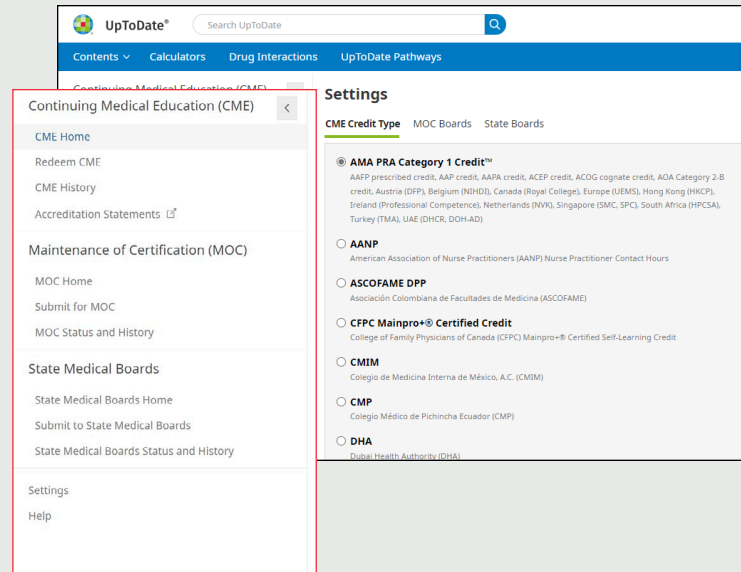 UpToDate®
Search UpToDate
Contents
Calculators
Drug Interactions
UpToDate Pathways
Continuing Medical Education (CME)
Continuing Medical Education (CME)
CME Home
Redeem CME
CME History
Accreditation Statements
Maintenance of Certification (MOC)
MOC Home
Submit for MOC
MOC Status and History
State Medical Boards
State Medical Boards Home
Submit to State Medical Boards
State Medical Boards Status and History
Settings
Help
Settings
CME Credit Type
MOC Boards
State Boards
AMA PRA Category 1 Credit™
AAFP prescribed credit, AAP credit, AAPA credit, ACEP credit, ACOG cognate credit, AOA Category 2-B
credit, Austria (DFP), Belgium (NIHDI), Canada (Royal College), Europe (UEMS), Hong Kong (HKCP),
Ireland (Professional Competence), Netherlands (NVK), Singapore (SMC, SPC), South Africa (HPCSA),
Turkey (TMA), UAE (DHCR, DOH-AD)
AANP
American Association of Nurse Practitioners (AANP) Nurse Practitioner Contact Hours
ASCOFAME DPP
Asociación Colombiana de Facultades de Medicina (ASCOFAME)
CFPC Mainpro+® Certified Credit
College of Family Physicians of Canada (CFPC) Mainpro+® Certified Self-Learning Credit
CMIM
Colegio de Medicina Interna de México, A.C. (CMIM)
CMP
Colegio Médico de Pichincha Ecuador (CMP)
DHA
Dubai Health Authority (DHA)